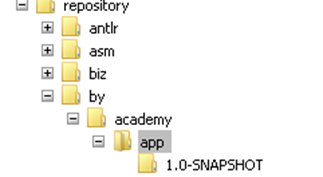 repository
antlr
asm
biz
by
academy
app
1.0-SNAPSHOT